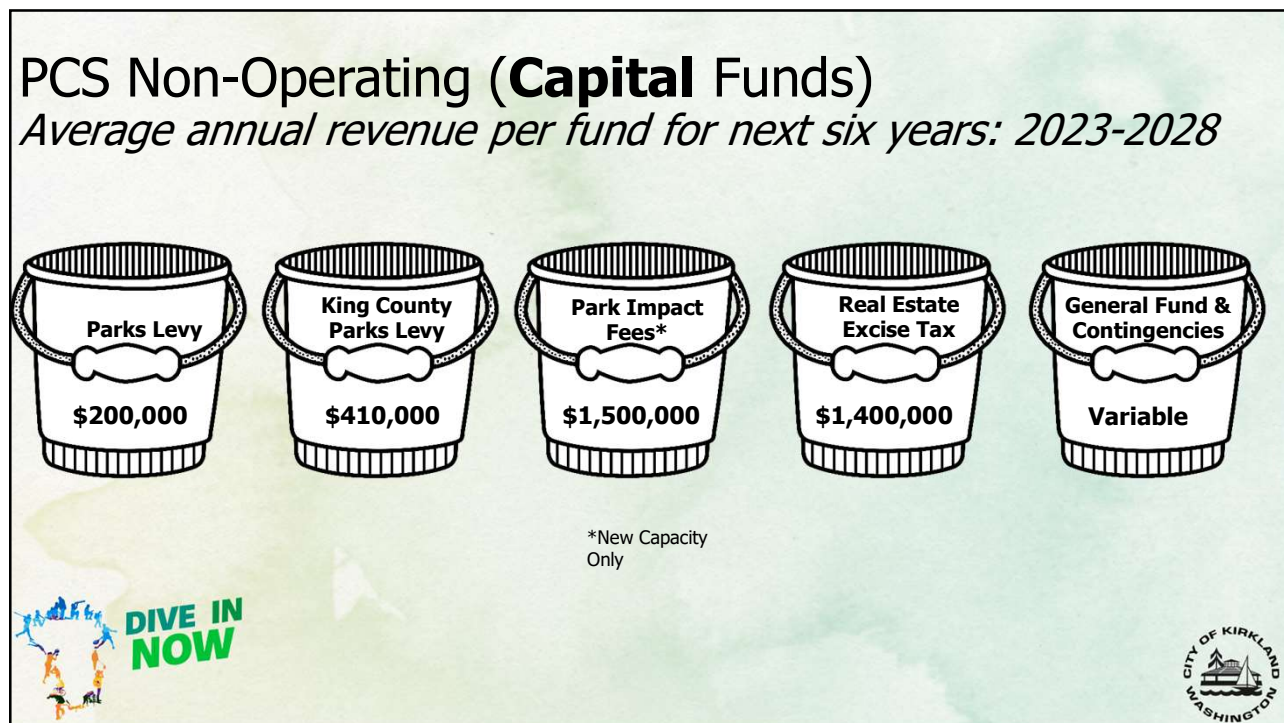 PCS Non-Operating (Capital Funds)
Average annual revenue per fund for next six years: 2023-2028
Parks Levy
$200,000
King County
Parks Levy
$410,000
Park Impact
Fees*
$1,500,000
Real Estate
Excise Tax
$1,400,000
General Fund &
Contingencies
Variable
*New Capacity
Only
DIVE IN
NOW
CITY OF KIRKLAND
WASHINGTON